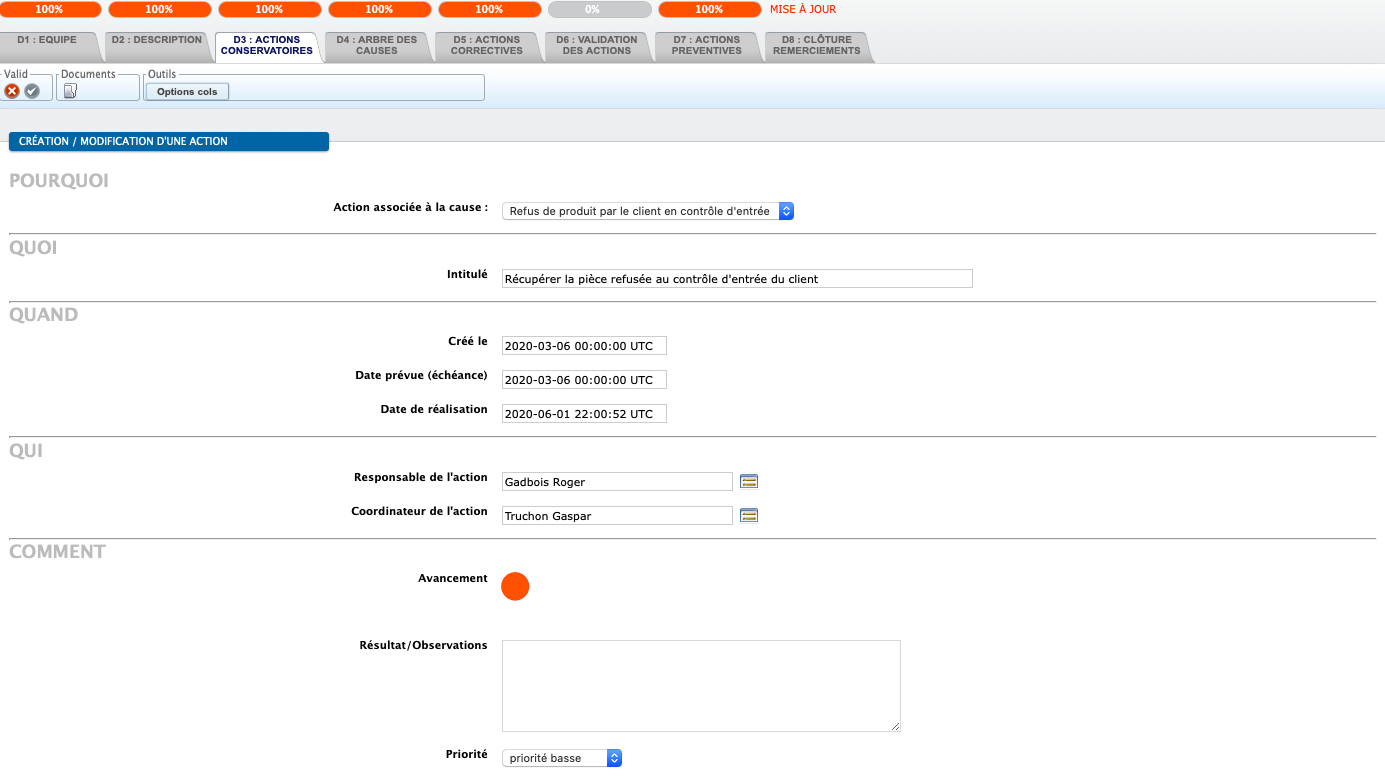 100% 100% 100% 100% 100% 0% 100% MISE À JOUR
D1 : EQUIPE
D2 : DESCRIPTION
D3 : ACTIONS
CONSERVATOIRES
D4 : ARBRE DES
CAUSES
D5 : ACTIONS
CORRECTIVES
D6 : VALIDATION
DES ACTIONS
D7 : ACTIONS
PREVENTIVES
D8 : CLÔTURE
REMERCIEMENTS
Valid
Documents
Outils
Options cols
CRÉATION / MODIFICATION D'UNE ACTION
POURQUOI
Action associée à la cause : Refus de produit par le client en contrôle d'entrée
QUOI
Intitulé Récupérer la pièce refusée au contrôle d'entrée du client
QUAND
Créé le 2020-03-06 00:00:00 UTC
Date prévue (échéance) 2020-03-06 00:00:00 UTC
Date de réalisation 2020-06-01 22:00:52 UTC
QUI
Responsable de l'action Gadbois Roger
Coordinateur de l'action Truchon Gaspar
COMMENT
Avancement
Résultat/Observations
Priorité priorité basse